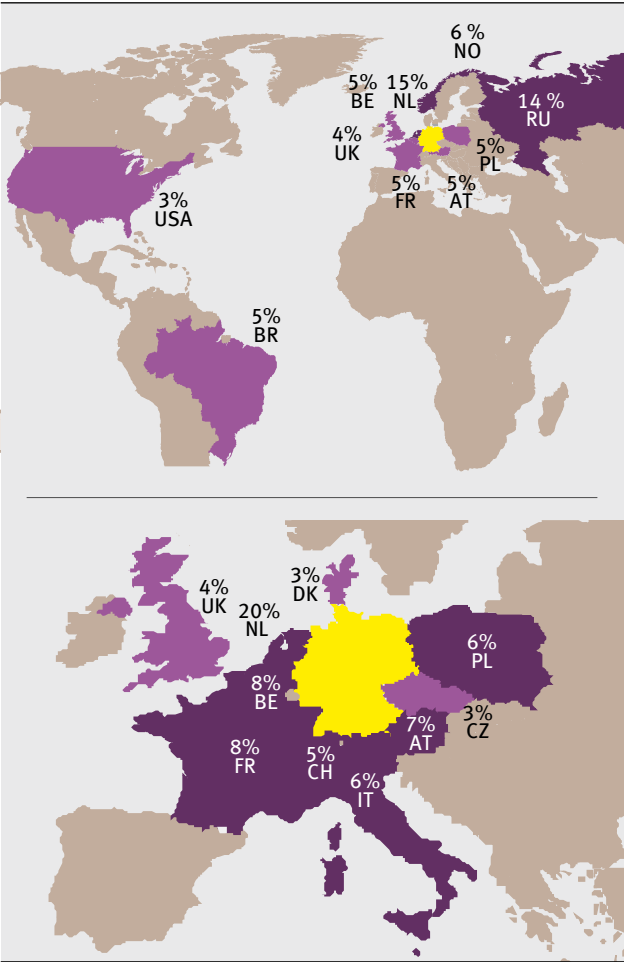 6 %
NO
5%
BE
15%
NL
14 %
RU
4%
UK
5%
PL
5%
FR
5%
AT
3%
USA
5%
BR
3%
DK
4%
UK
20%
NL
6%
PL
8%
BE
3%
CZ
7%
AT
8%
FR
5%
CH
6%
IT